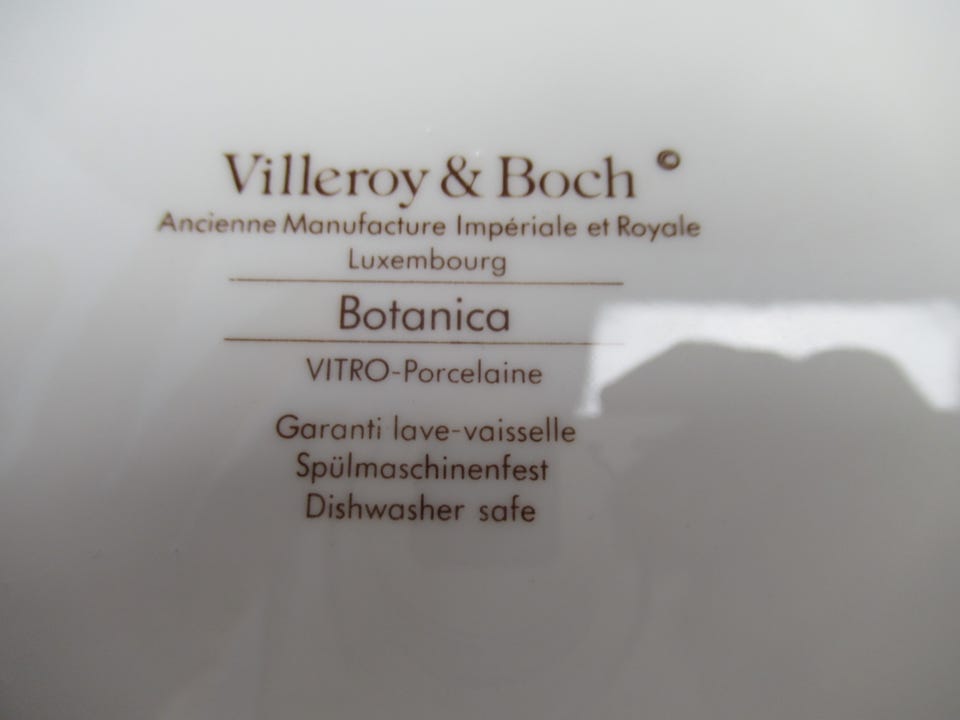 Villeroy & Boch ©
Ancienne Manufacture Impériale et Royale
Luxembourg
Botanica
VITRO-Porcelaine
Garanti lave-vaisselle
Spülmaschinenfest
Dishwasher safe